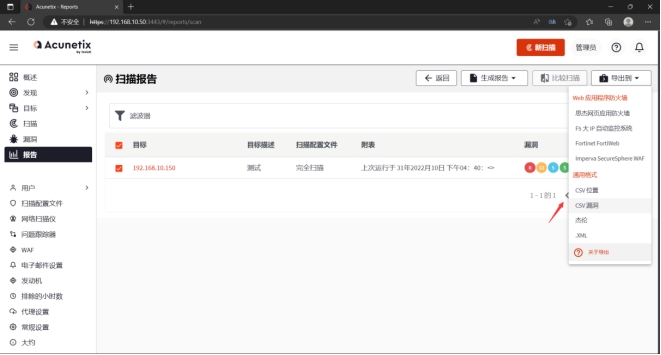 Acunetix - Reports
不安全
https://192.168.10.50:3443/#/reports/scan
Acunetix
by Invicti
新扫描
管理员
概述
发现
目标
扫描
漏洞
报告
用户
扫描配置文件
网络扫描仪
问题跟踪器
WAF
电子邮件设置
发动机
排除的小时数
代理设置
常规设置
大约
扫描报告
返回
生成报告
比较扫描
导出到
滤波器
目标
目标描述
扫描配置文件
附表
漏洞
192.168.10.150
测试
完全扫描
上次运行于 31年2022月10日 下午04：40：<>
1 - 1 的 1
Web 应用程序防火墙
思杰网页应用防火墙
F5 大 IP 自动监控系统
Fortinet FortiWeb
Imperva SecureSphere WAF
通用格式
CSV 位置
CSV 漏洞
杰伦
.XML
关于导出